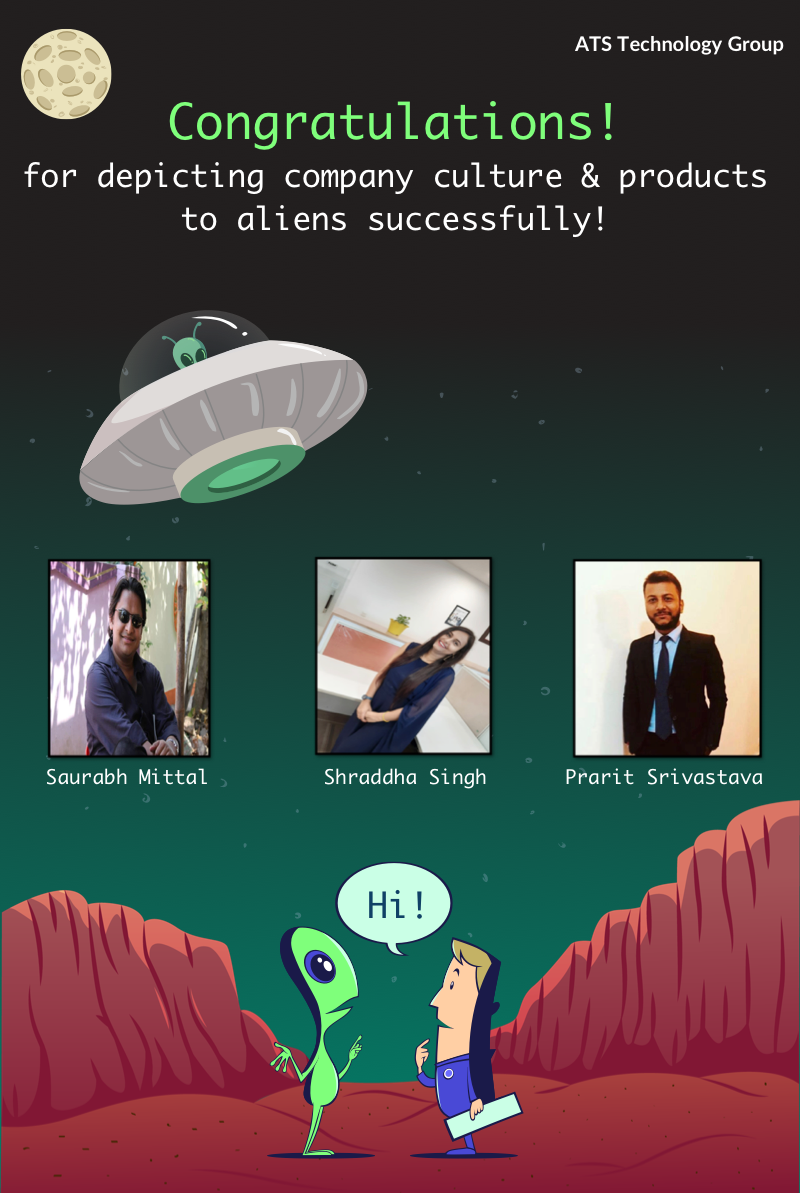 ATS Technology Group
Congratulations!
for depicting company culture & products
to aliens successfully!
Saurabh Mittal
Shraddha Singh
Prarit Srivastava
Hi!